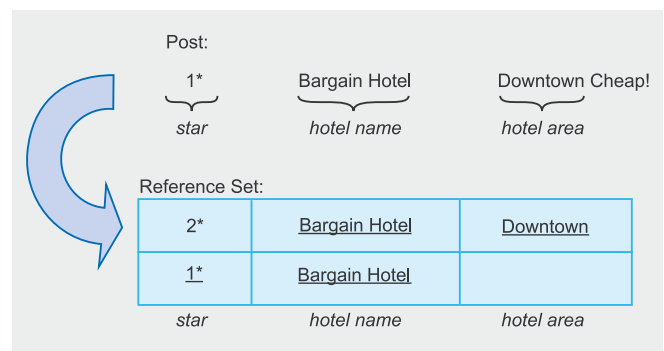 Post:
1* Bargain Hotel Downtown Cheap!
star hotel name hotel area
Reference Set:
2* Bargain Hotel Downtown
1* Bargain Hotel
star hotel name hotel area